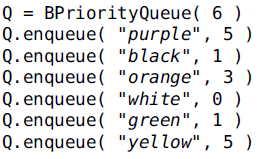 Q = BPriorityQueue( 6 )
Q.enqueue( "purple", 5 )
Q.enqueue( "black", 1 )
Q.enqueue( "orange", 3 )
Q.enqueue( "white", 0 )
Q.enqueue( "green", 1 )
Q.enqueue( "yellow", 5 )